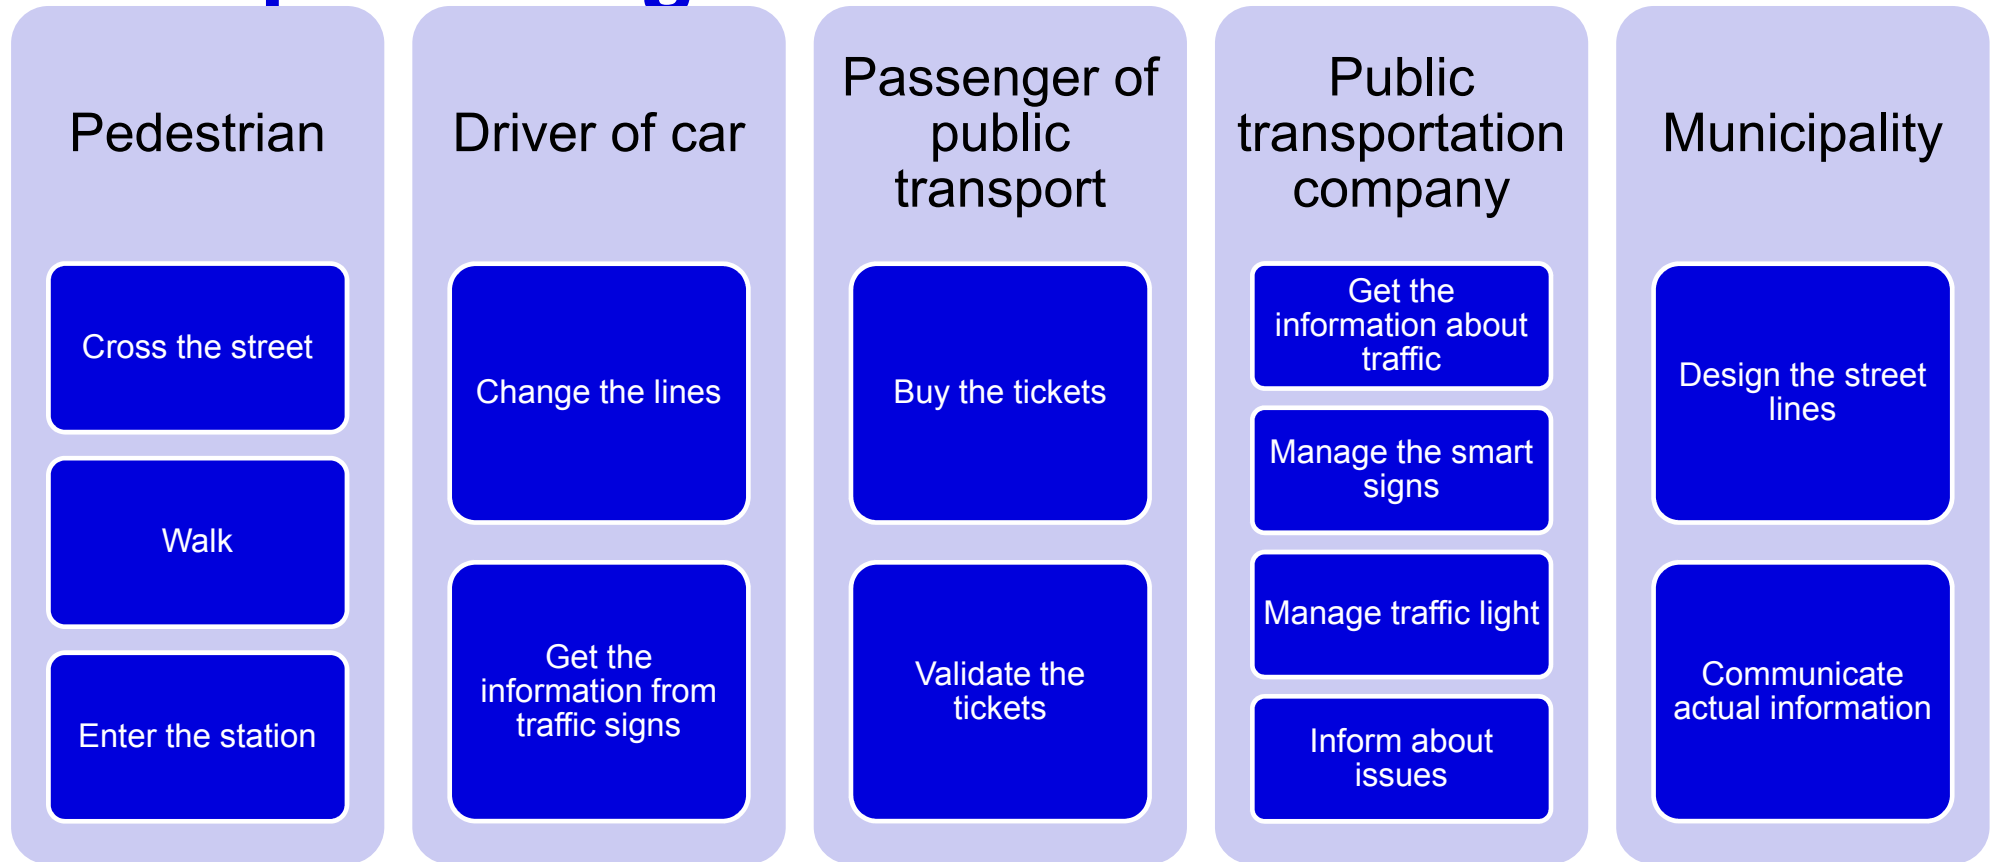 Pedestrian
Cross the street
Walk
Enter the station
Driver of car
Change the lines
Get the
information from
traffic signs
Passenger of
public
transport
Buy the tickets
Validate the
tickets
Public
transportation
company
Get the
information about
traffic
Manage the smart
signs
Manage traffic light
Inform about
issues
Municipality
Design the street
lines
Communicate
actual information